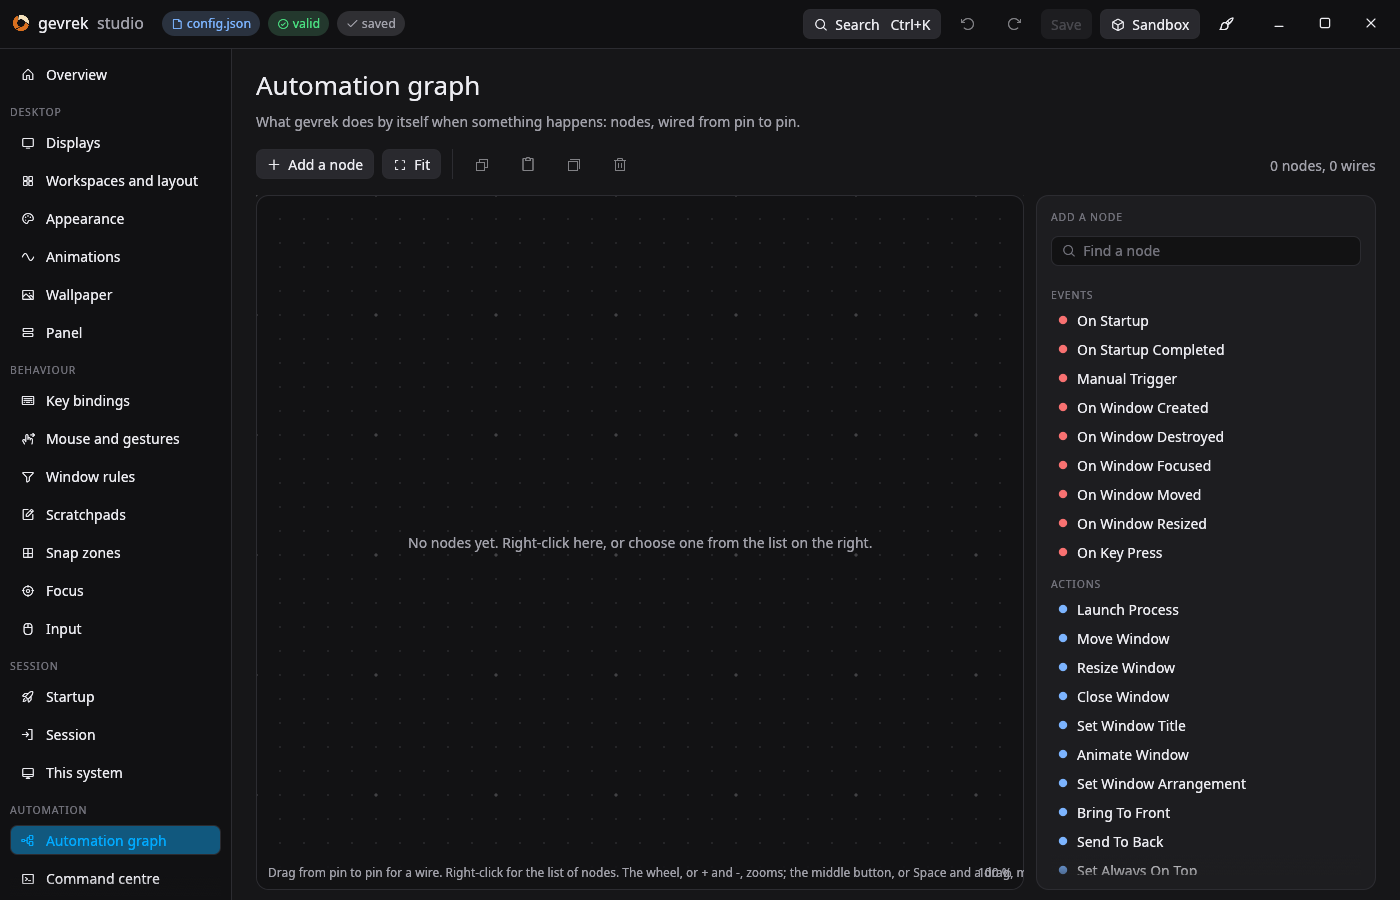 gevrek studio
config.json
valid
saved
Search Ctrl+K
Save
Sandbox
Overview
DESKTOP
Displays
Workspaces and layout
Appearance
Animations
Wallpaper
Panel
BEHAVIOUR
Key bindings
Mouse and gestures
Window rules
Scratchpads
Snap zones
Focus
Input
SESSION
Startup
Session
This system
AUTOMATION
Automation graph
Command centre
Automation graph
What gevrek does by itself when something happens: nodes, wired from pin to pin.
Add a node
Fit
0 nodes, 0 wires
No nodes yet. Right-click here, or choose one from the list on the right.
Drag from pin to pin for a wire. Right-click for the list of nodes. The wheel, or + and -, zooms; the middle button, or Space and a drag, m
100 %
ADD A NODE
Find a node
EVENTS
On Startup
On Startup Completed
Manual Trigger
On Window Created
On Window Destroyed
On Window Focused
On Window Moved
On Window Resized
On Key Press
ACTIONS
Launch Process
Move Window
Resize Window
Close Window
Set Window Title
Animate Window
Set Window Arrangement
Bring To Front
Send To Back
Set Always On Top